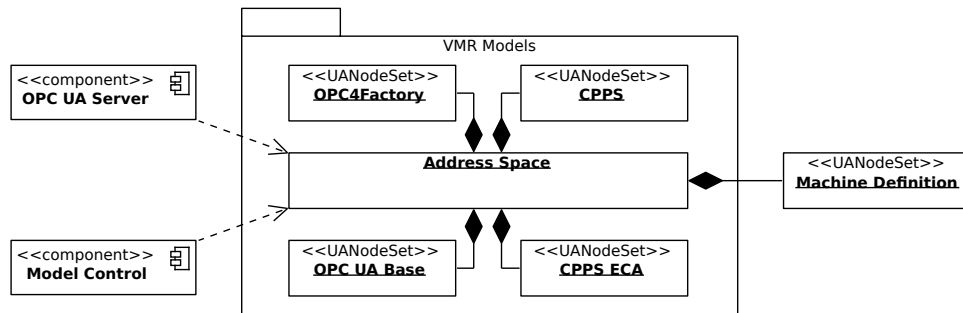 VMR Models
<<component>>
OPC UA Server
<<UANodeSet>>
OPC4Factory
<<UANodeSet>>
CPPS
Address Space
<<UANodeSet>>
Machine Definition
<<component>>
Model Control
<<UANodeSet>>
OPC UA Base
<<UANodeSet>>
CPPS ECA